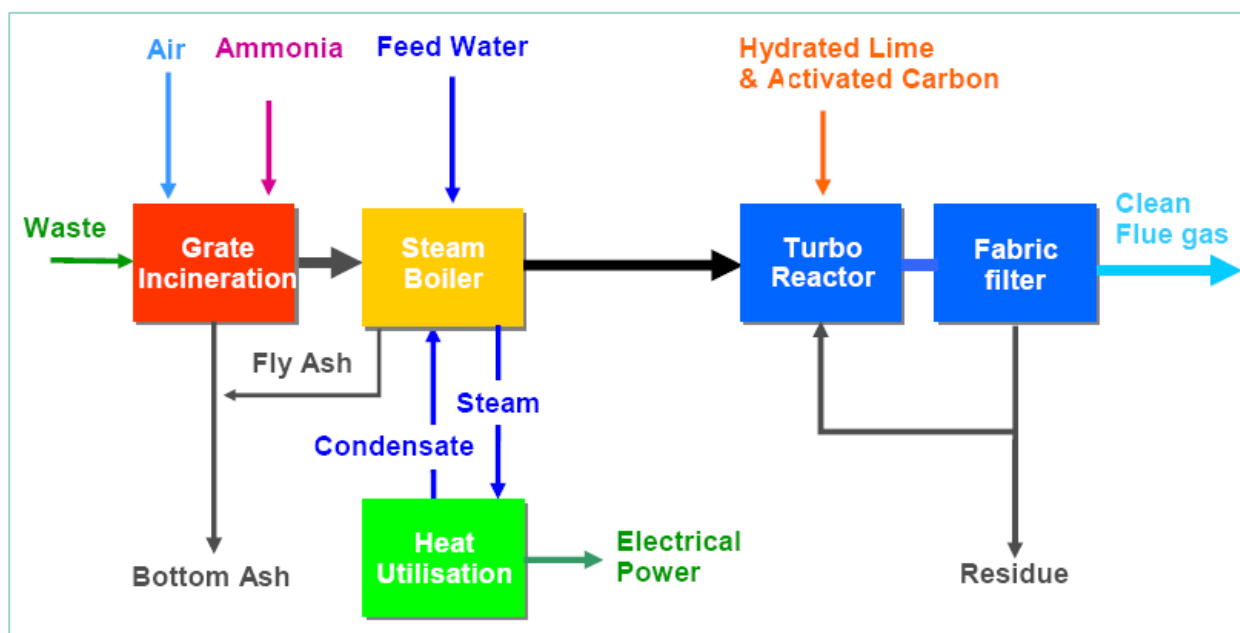 Air
Ammonia
Feed Water
Hydrated Lime
& Activated Carbon
Waste
Grate
Incineration
Steam
Boiler
Turbo
Reactor
Fabric
filter
Clean
Flue gas
Fly Ash
Steam
Condensate
Heat
Utilisation
Electrical
Power
Bottom Ash
Residue